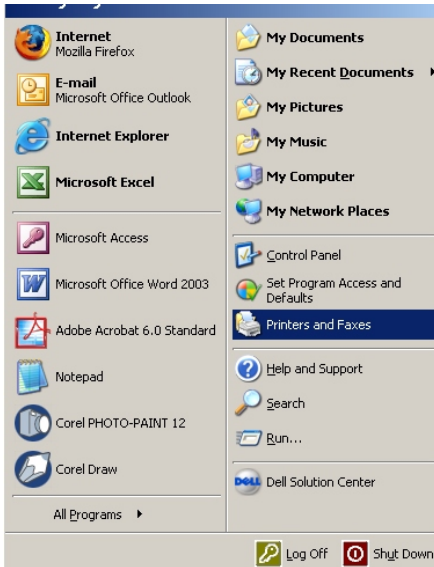 Internet
Mozilla Firefox
E-mail
Microsoft Office Outlook
Internet Explorer
Microsoft Excel
Microsoft Access
Microsoft Office Word 2003
Adobe Acrobat 6.0 Standard
Notepad
Corel PHOTO-PAINT 12
Corel Draw
All Programs
My Documents
My Recent Documents
My Pictures
My Music
My Computer
My Network Places
Control Panel
Set Program Access and
Defaults
Printers and Faxes
Help and Support
Search
Run...
DELL
Dell Solution Center
Log Off
Shut Down